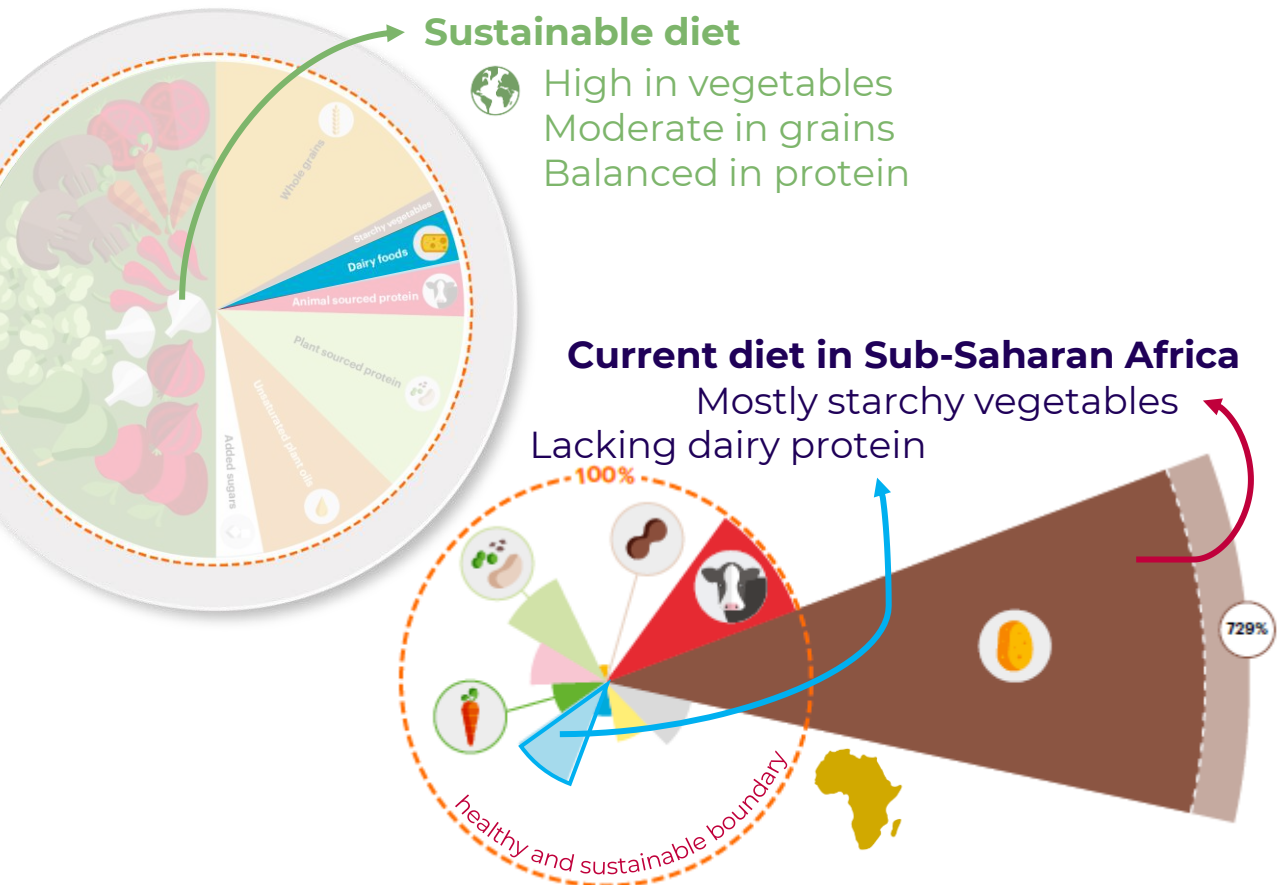 Sustainable diet
High in vegetables
Moderate in grains
Balanced in protein
Whole grains
Starchy vegetables
Dairy foods
Animal sourced protein
Plant sourced protein
Unsaturated plant oils
Added sugars
Current diet in Sub-Saharan Africa
Mostly starchy vegetables
Lacking dairy protein
100%
729%
healthy and sustainable boundary